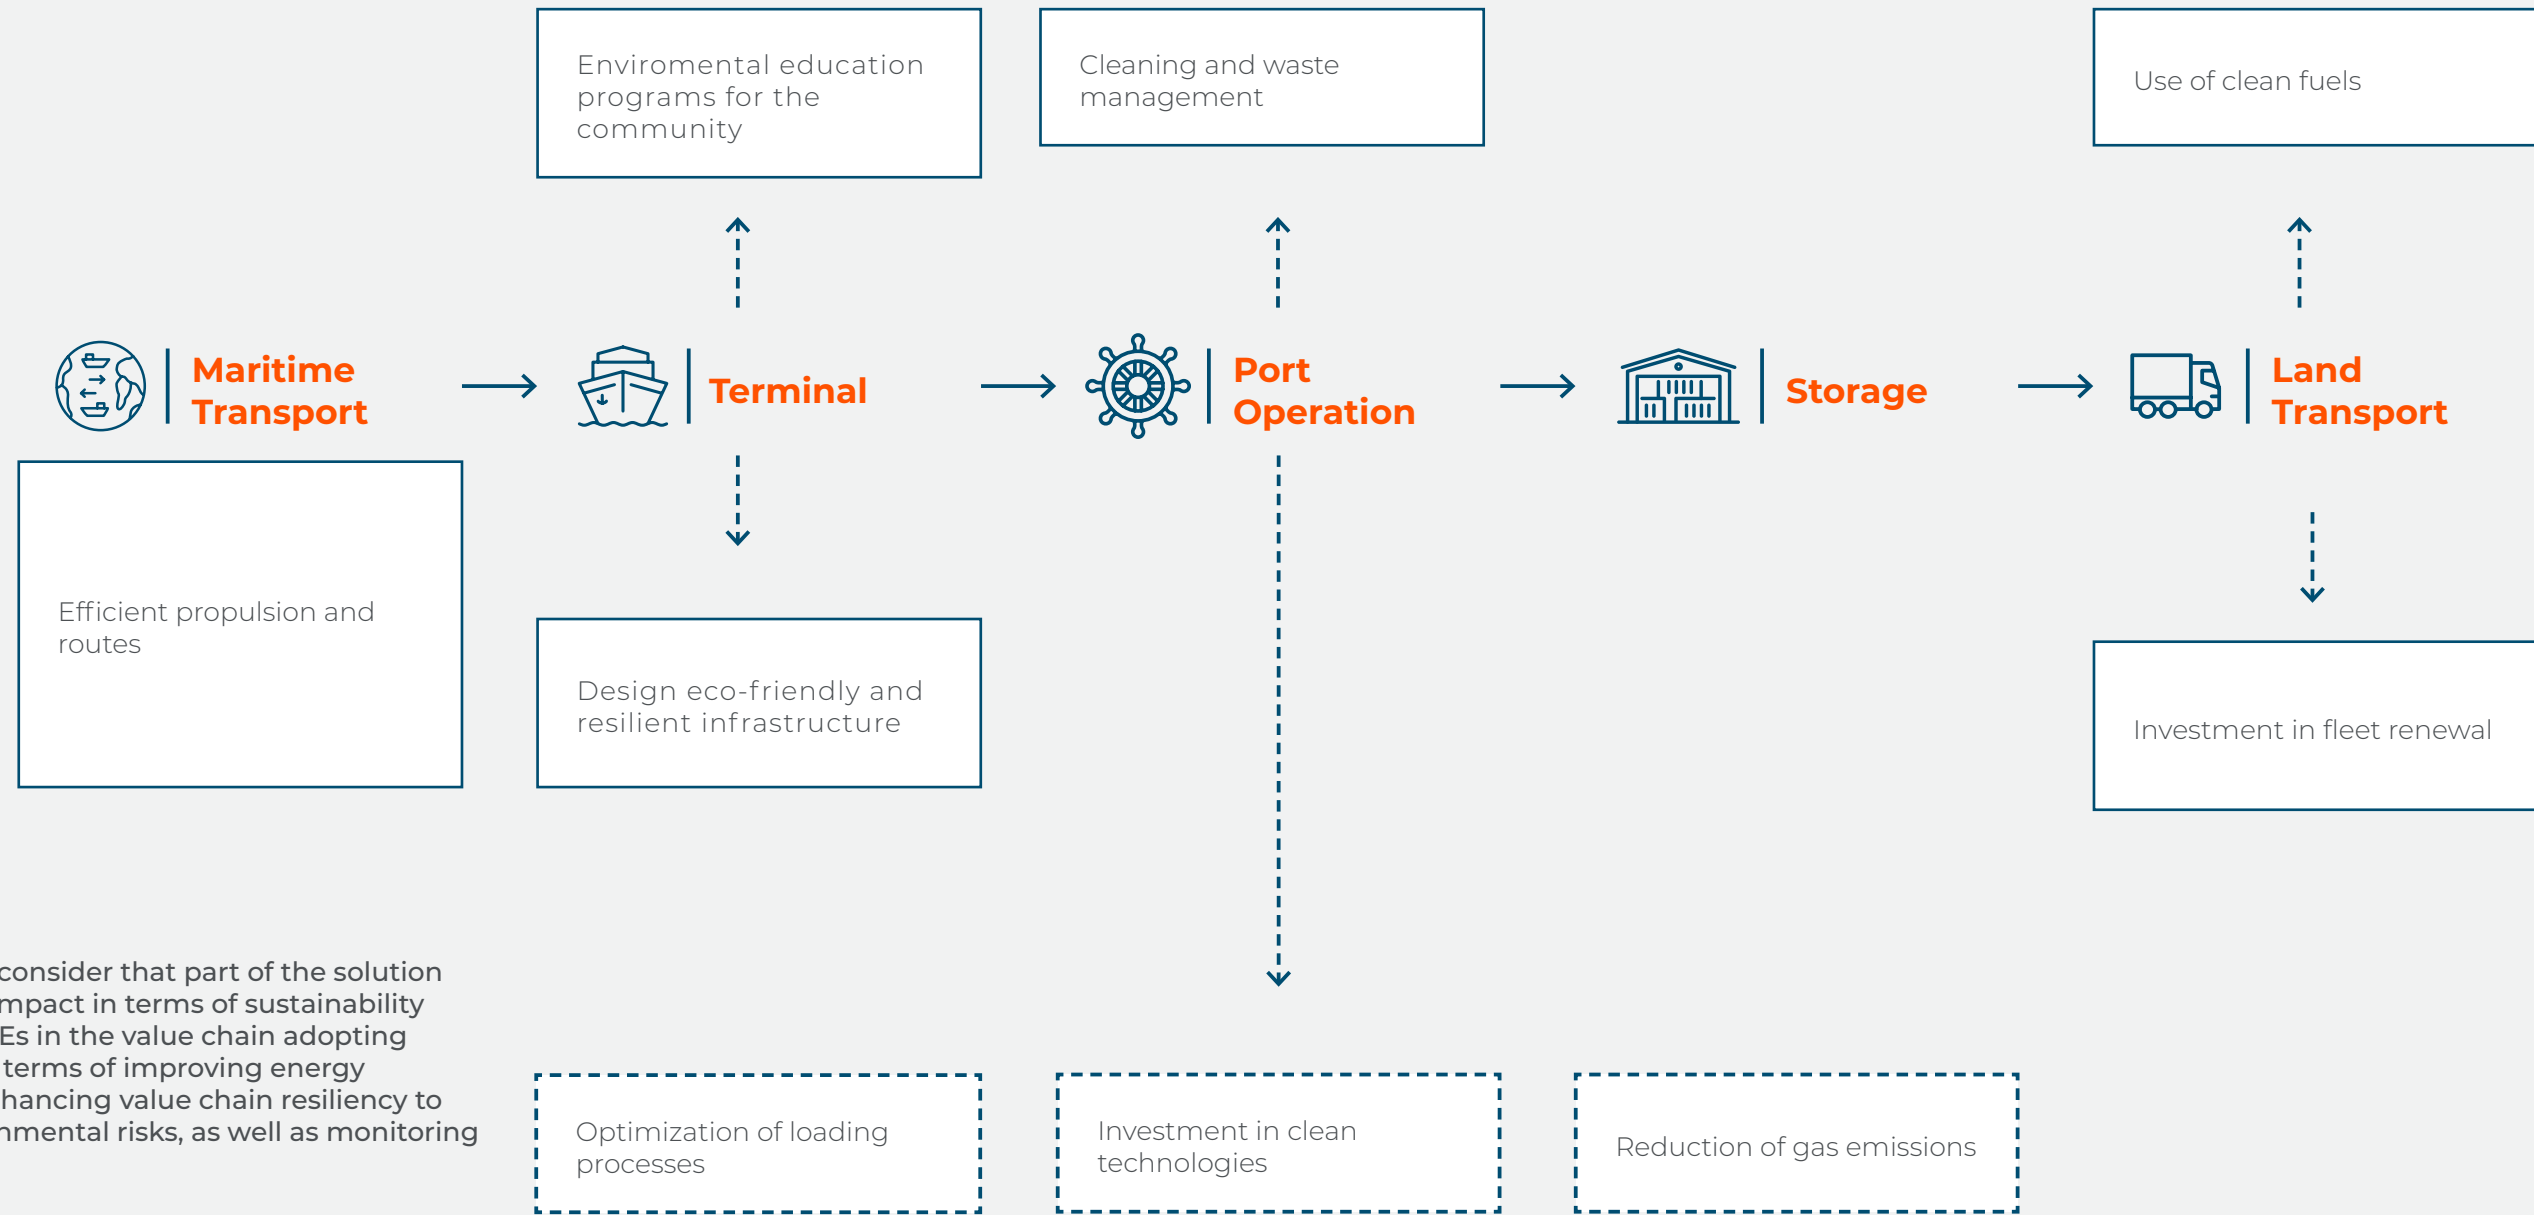 Enviromental education
programs for the
community
Cleaning and waste
management
Use of clean fuels
Maritime
Transport
Terminal
Port
Operation
Storage
Land
Transport
Efficient propulsion and
routes
Design eco-friendly and
resilient infrastructure
Investment in fleet renewal
consider that part of the solution
impact in terms of sustainability
Es in the value chain adopting
terms of improving energy
hancing value chain resiliency to
nmental risks, as well as monitoring
Optimization of loading
processes
Investment in clean
technologies
Reduction of gas emissions